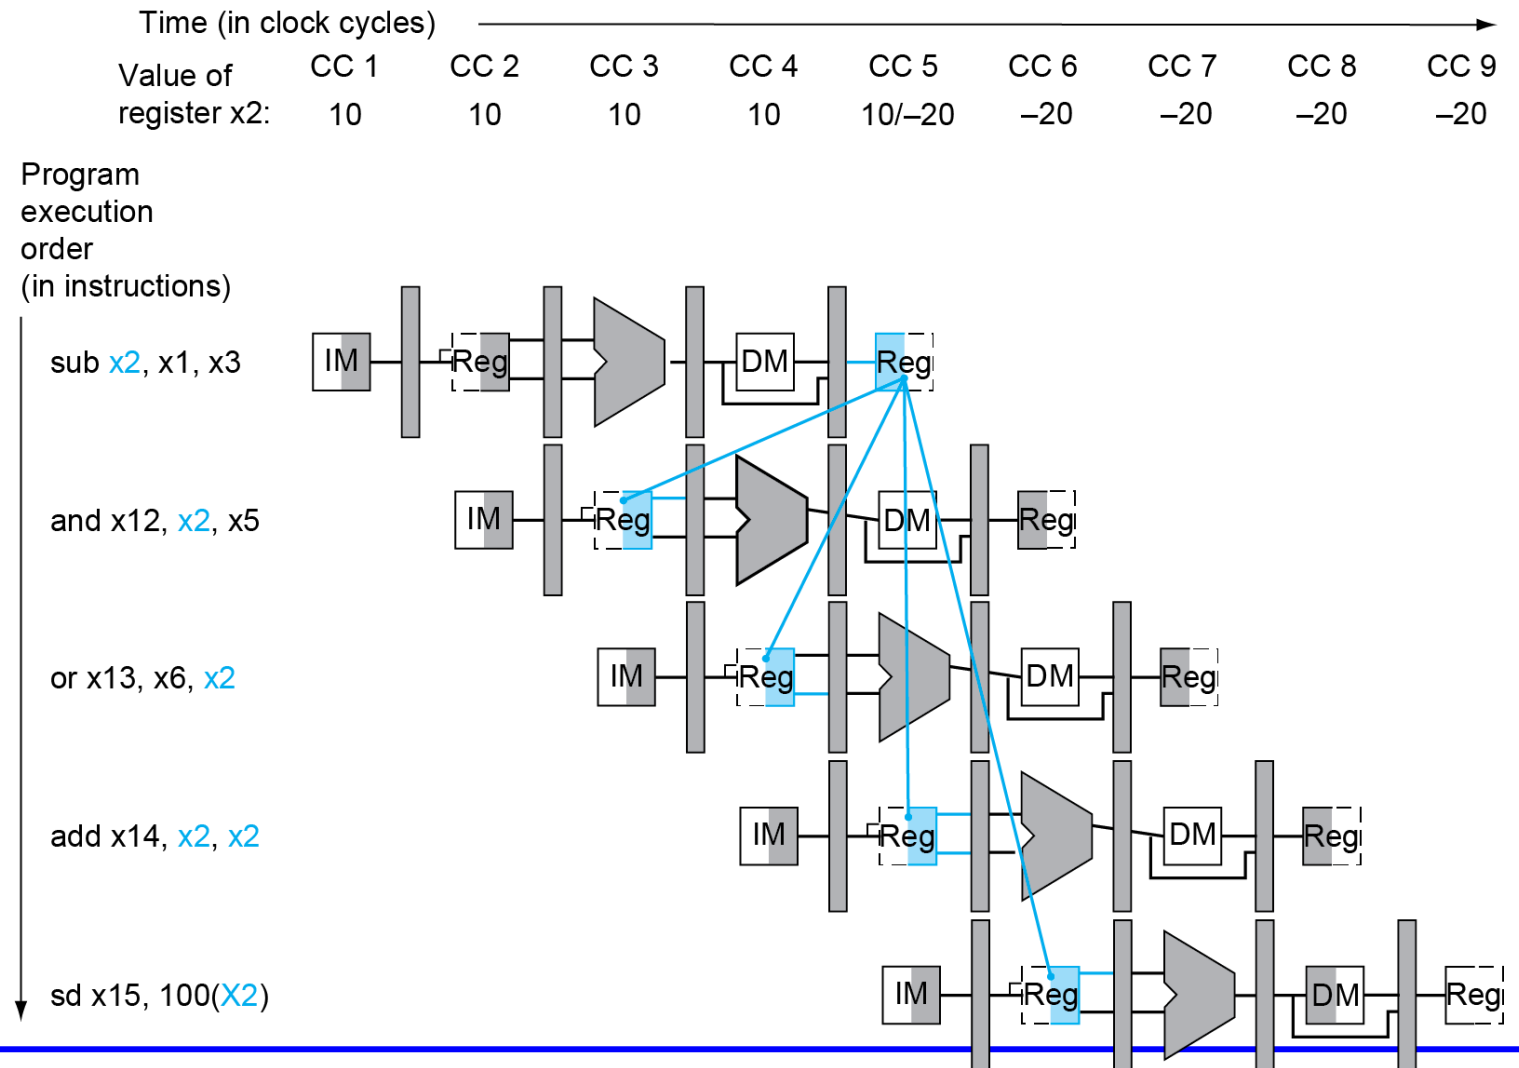 Time (in clock cycles)
CC 1 CC 2 CC 3 CC 4 CC 5 CC 6 CC 7 CC 8 CC 9
Value of
register x2: 10 10 10 10 10/–20 –20 –20 –20 –20
Program
execution
order
(in instructions)
sub x2, x1, x3 IM Reg DM Reg
and x12, x2, x5 IM Reg DM Reg
or x13, x6, x2 IM Reg DM Reg
add x14, x2, x2 IM Reg DM Reg
sd x15, 100(X2) IM Reg DM Reg